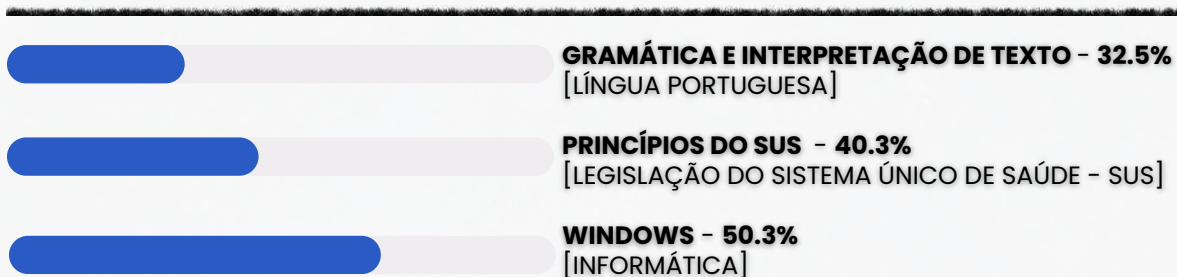 GRAMÁTICA E INTERPRETAÇÃO DE TEXTO - 32.5%
[LÍNGUA PORTUGUESA]
PRINCÍPIOS DO SUS - 40.3%
[LEGISLAÇÃO DO SISTEMA ÚNICO DE SAÚDE - SUS]
WINDOWS - 50.3%
[INFORMÁTICA]